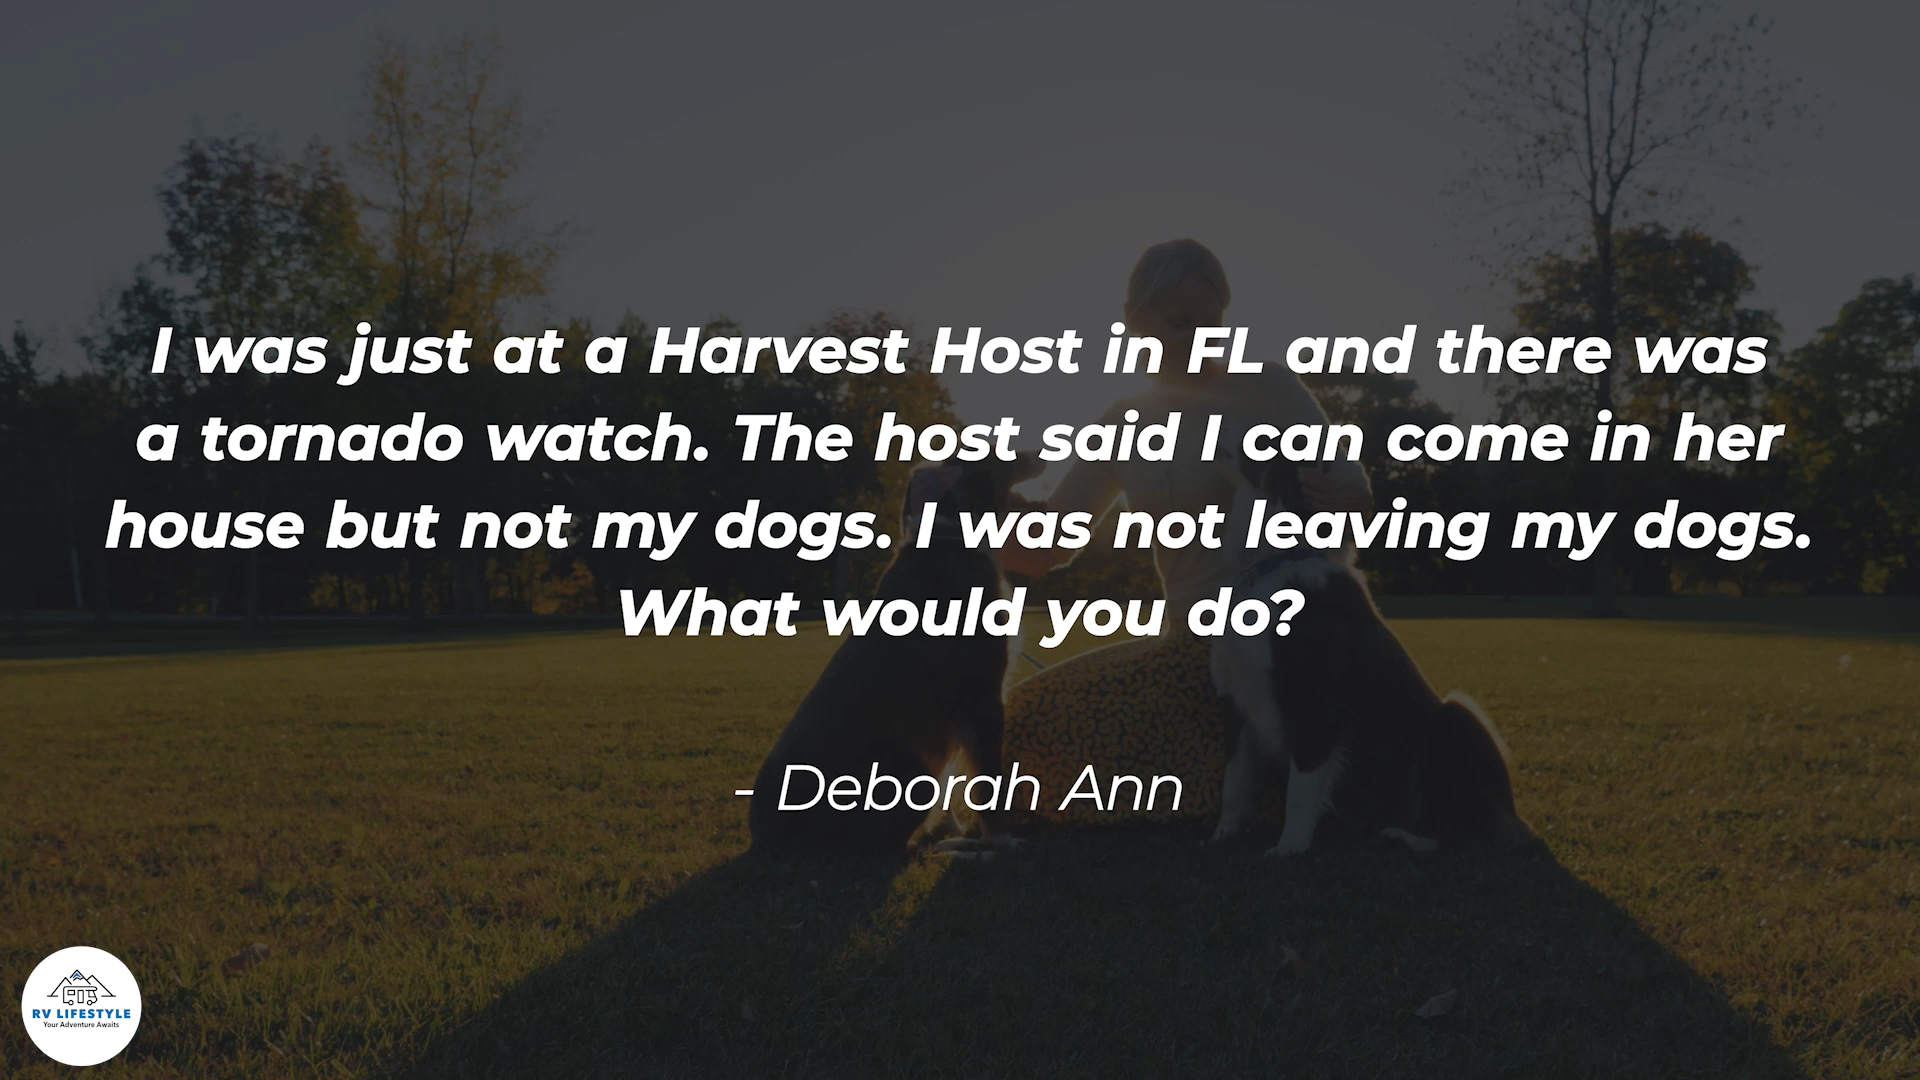 I was just at a Harvest Host in FL and there was
a tornado watch. The host said I can come in her
house but not my dogs. I was not leaving my dogs.
What would you do?
- Deborah Ann
RV LIFESTYLE
Your Adventure Awaits